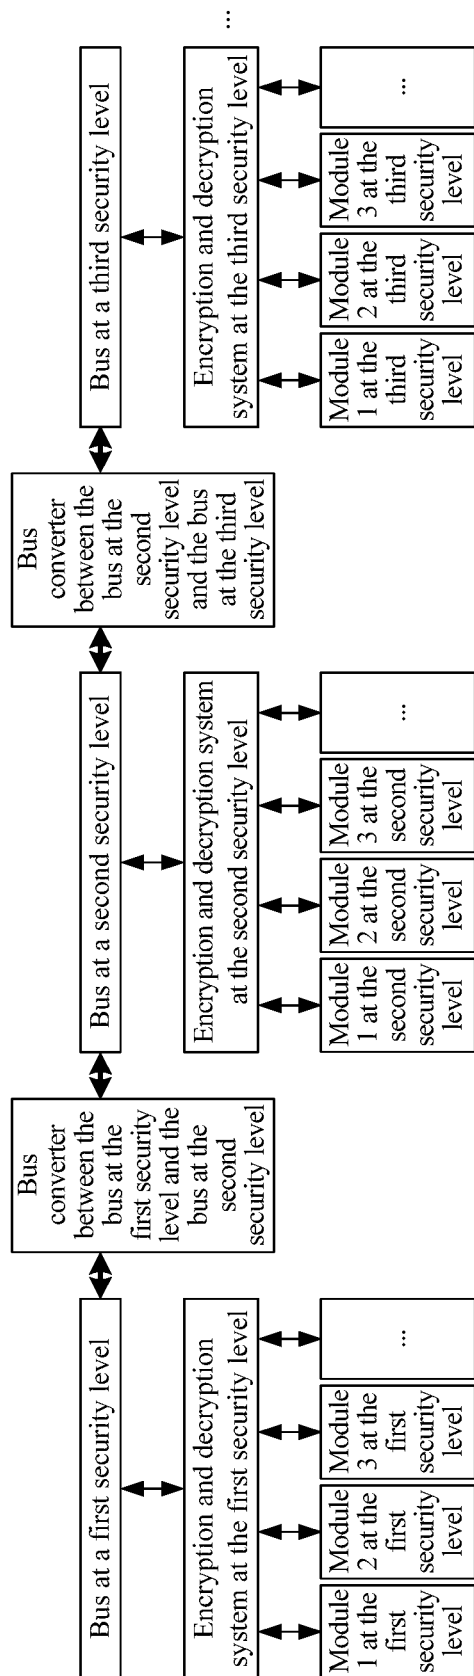 Bus at a first security level
Encryption and decryption
system at the first security level
Module
1 at the
first
security
level
Module
2 at the
first
security
level
Module
3 at the
first
security
level
...
Bus
converter
between the
bus at the
first security
level and the
bus at the
second
security level
Bus at a second security level
Encryption and decryption system
at the second security level
Module
1 at the
second
security
level
Module
2 at the
second
security
level
Module
3 at the
second
security
level
...
Bus
converter
between the
bus at the
second
security level
and the bus
at the third
security level
Bus at a third security level
Encryption and decryption
system at the third security level
Module
1 at the
third
security
level
Module
2 at the
third
security
level
Module
3 at the
third
security
level
...
...